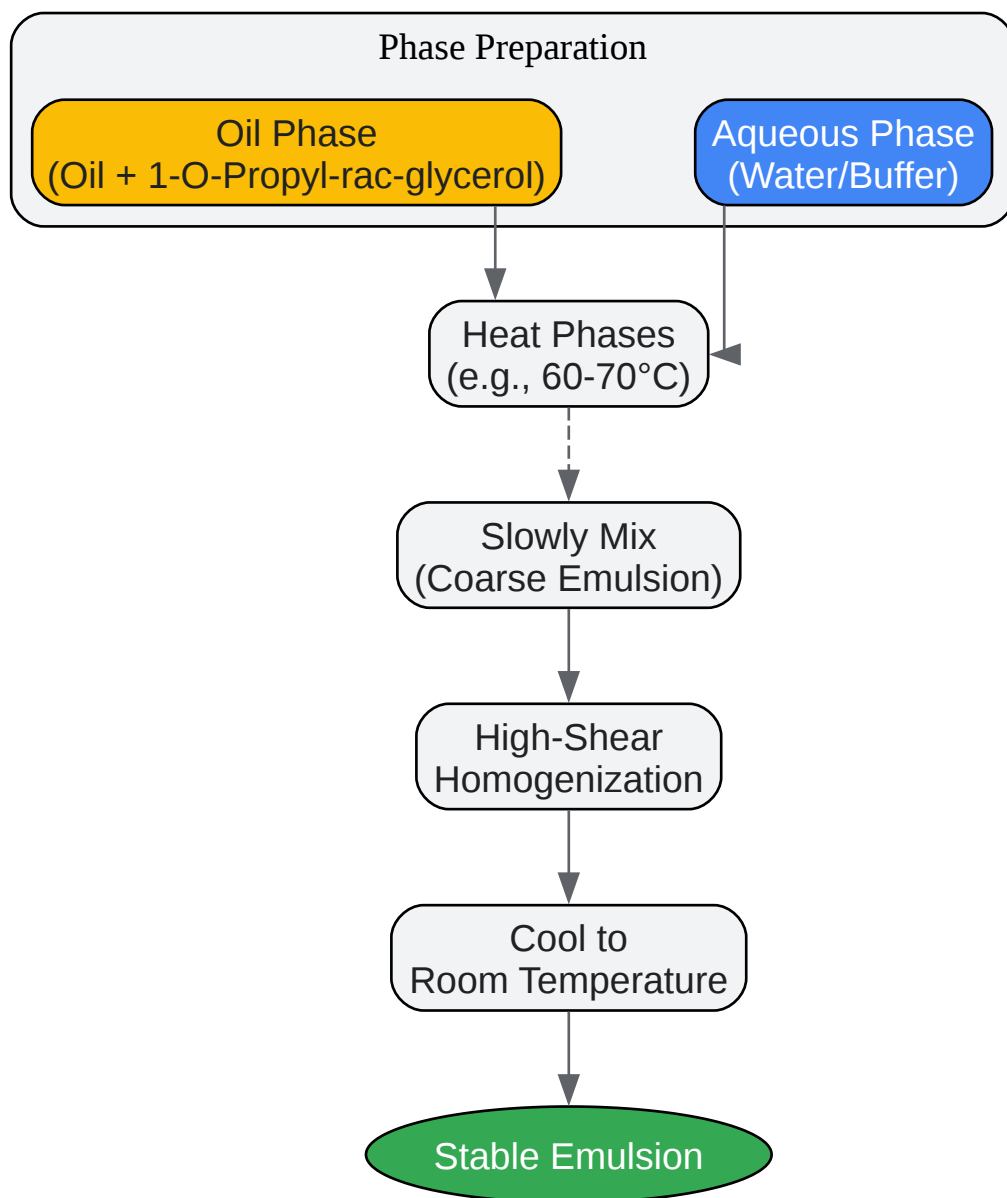 Phase Preparation
Oil Phase
(Oil + 1-O-Propyl-rac-glycerol)
Aqueous Phase
(Water/Buffer)
Heat Phases
(e.g., 60-70°C)
Slowly Mix
(Coarse Emulsion)
High-Shear
Homogenization
Cool to
Room Temperature
Stable Emulsion